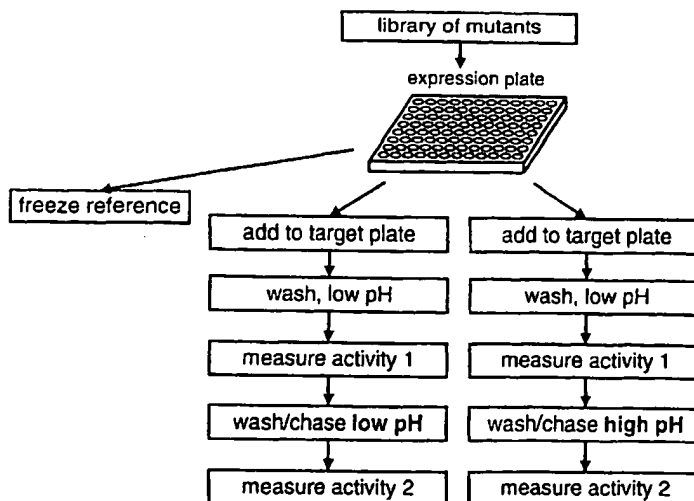 library of mutants
expression plate
freeze reference
add to target plate
add to target plate
wash, low pH
wash, low pH
measure activity 1
measure activity 1
wash/chase low pH
wash/chase high pH
measure activity 2
measure activity 2